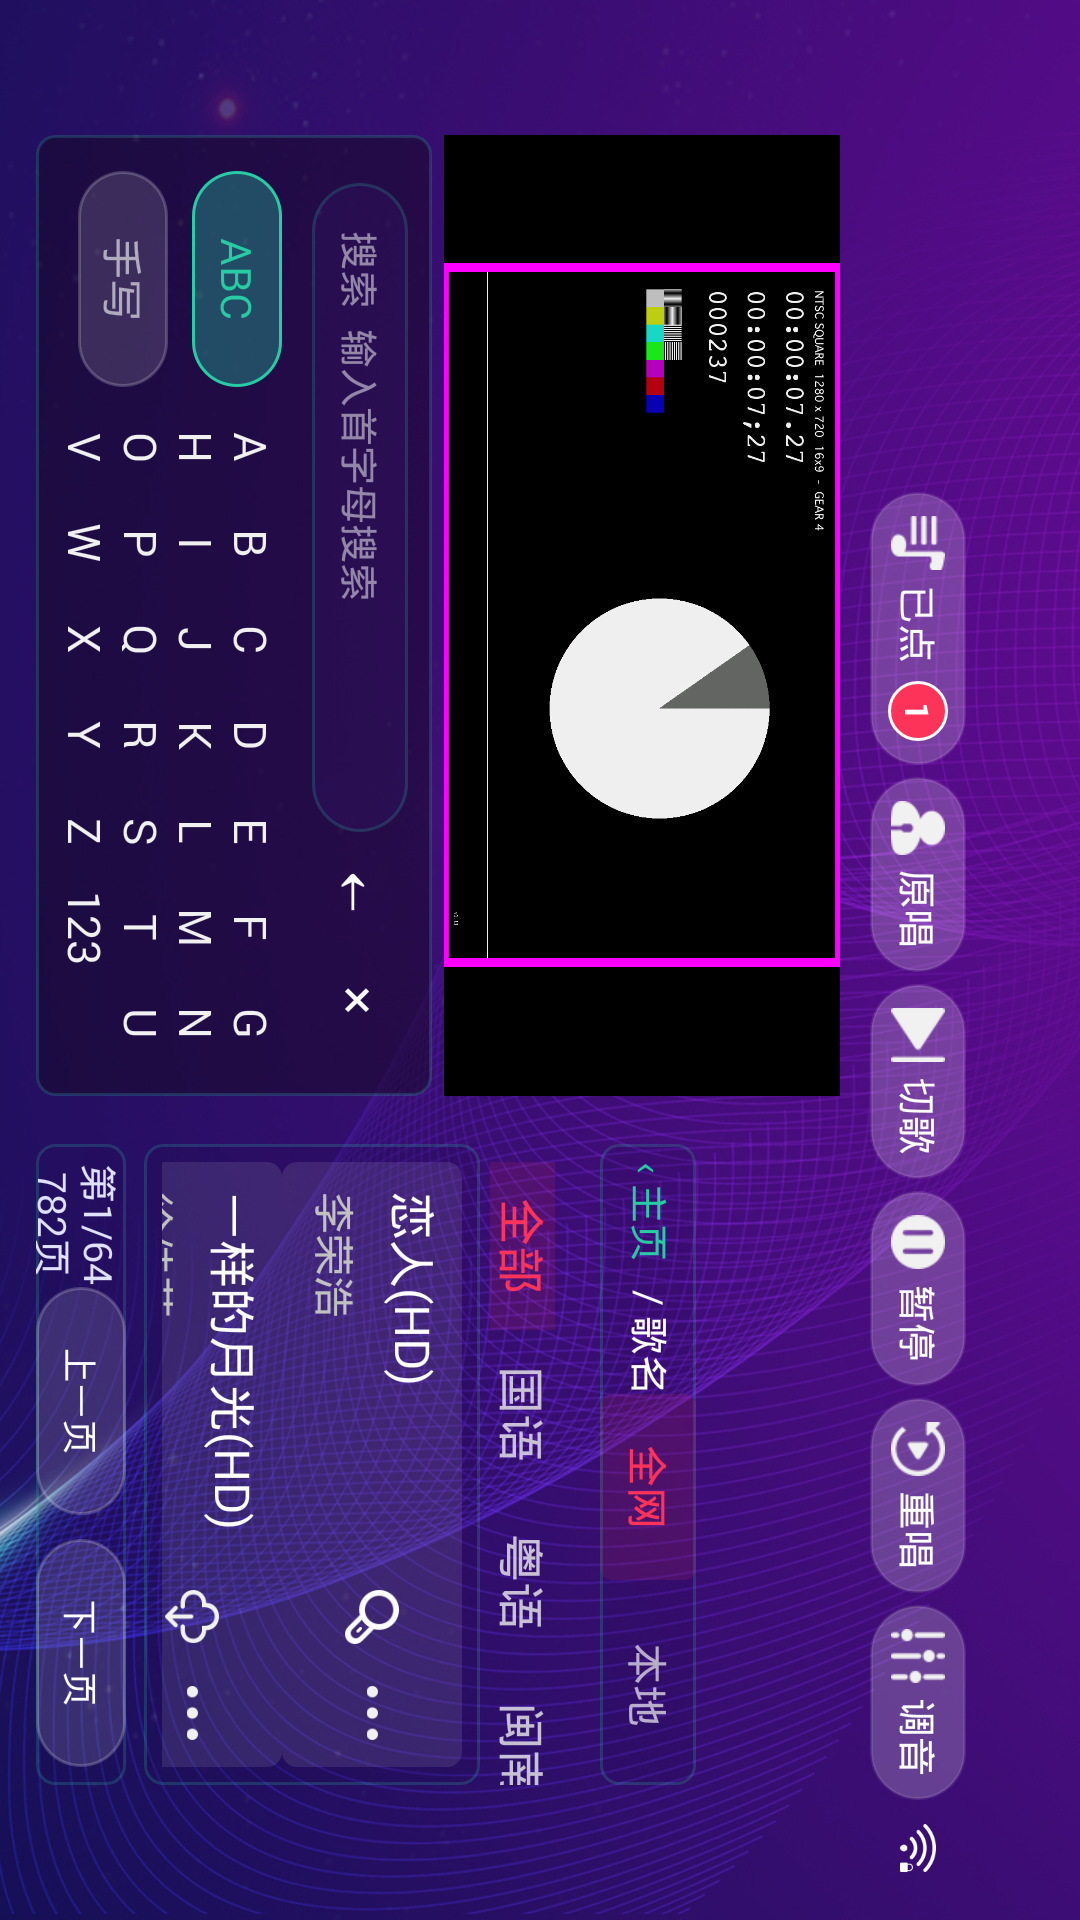 已点 1
原唱
切歌
暂停
重唱
调音
NTSC SQUARE 1280 x 720 16x9 - GEAR 4
00:00:07.27
00:00:07;27
000237
搜索 输入首字母搜索
ABC
手写
A B C D E F G
H I J K L M N
O P Q R S T U
V W X Y Z 123
‹ 主页 / 歌名
全网
本地
全部
国语
粤语
闽南
恋人(HD)
李荣浩
一样的月光(HD)
第1/64
782页
上一页
下一页